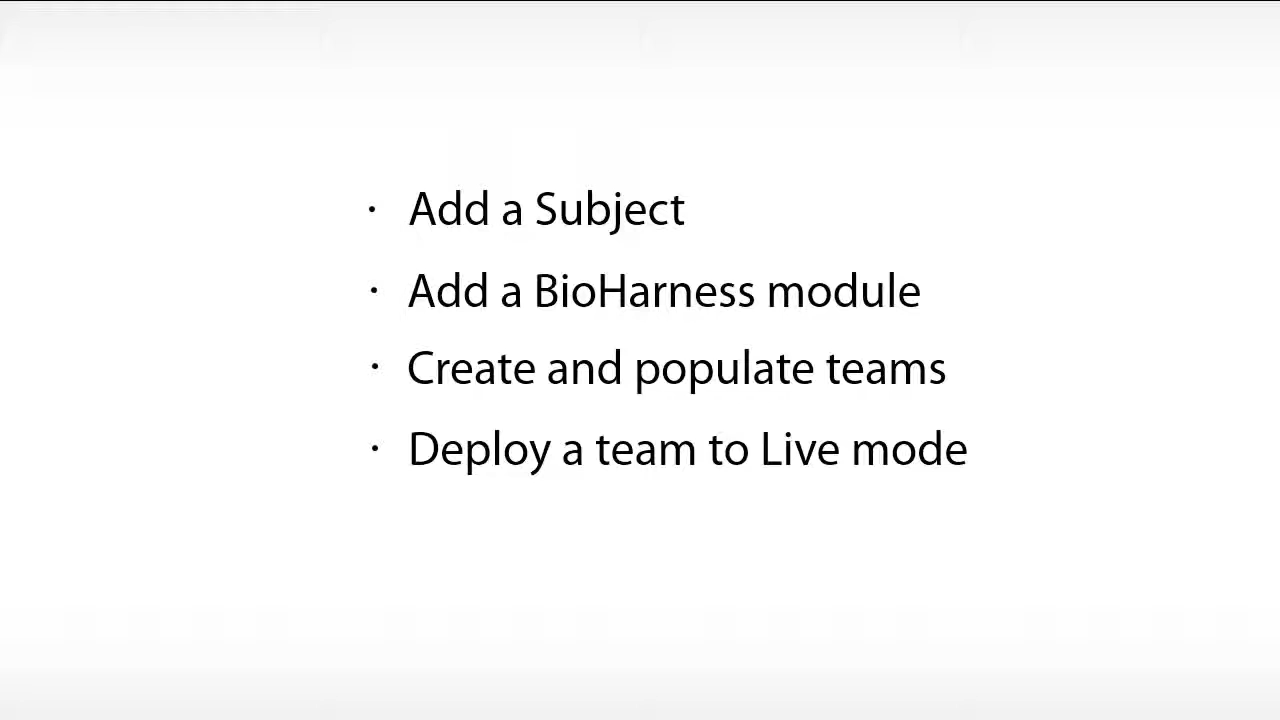 · Add a Subject
· Add a BioHarness module
· Create and populate teams
· Deploy a team to Live mode